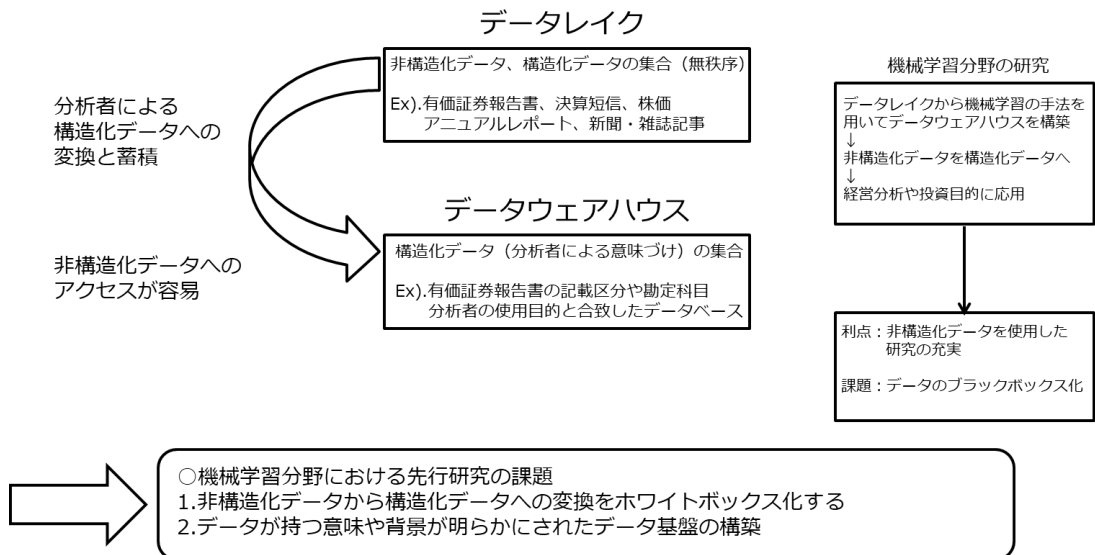 データレイク
非構造化データ、構造化データの集合（無秩序）
Ex).有価証券報告書、決算短信、株価
アニュアルレポート、新聞・雑誌記事
分析者による
構造化データへの
変換と蓄積
データウェアハウス
構造化データ（分析者による意味づけ）の集合
Ex).有価証券報告書の記載区分や勘定科目
分析者の使用目的と合致したデータベース
非構造化データへの
アクセスが容易
機械学習分野の研究
データレイクから機械学習の手法を
用いてデータウェアハウスを構築
↓
非構造化データを構造化データへ
↓
経営分析や投資目的に応用
利点：非構造化データを使用した
研究の充実
課題：データのブラックボックス化
○機械学習分野における先行研究の課題
1.非構造化データから構造化データへの変換をホワイトボックス化する
2.データが持つ意味や背景が明らかにされたデータ基盤の構築